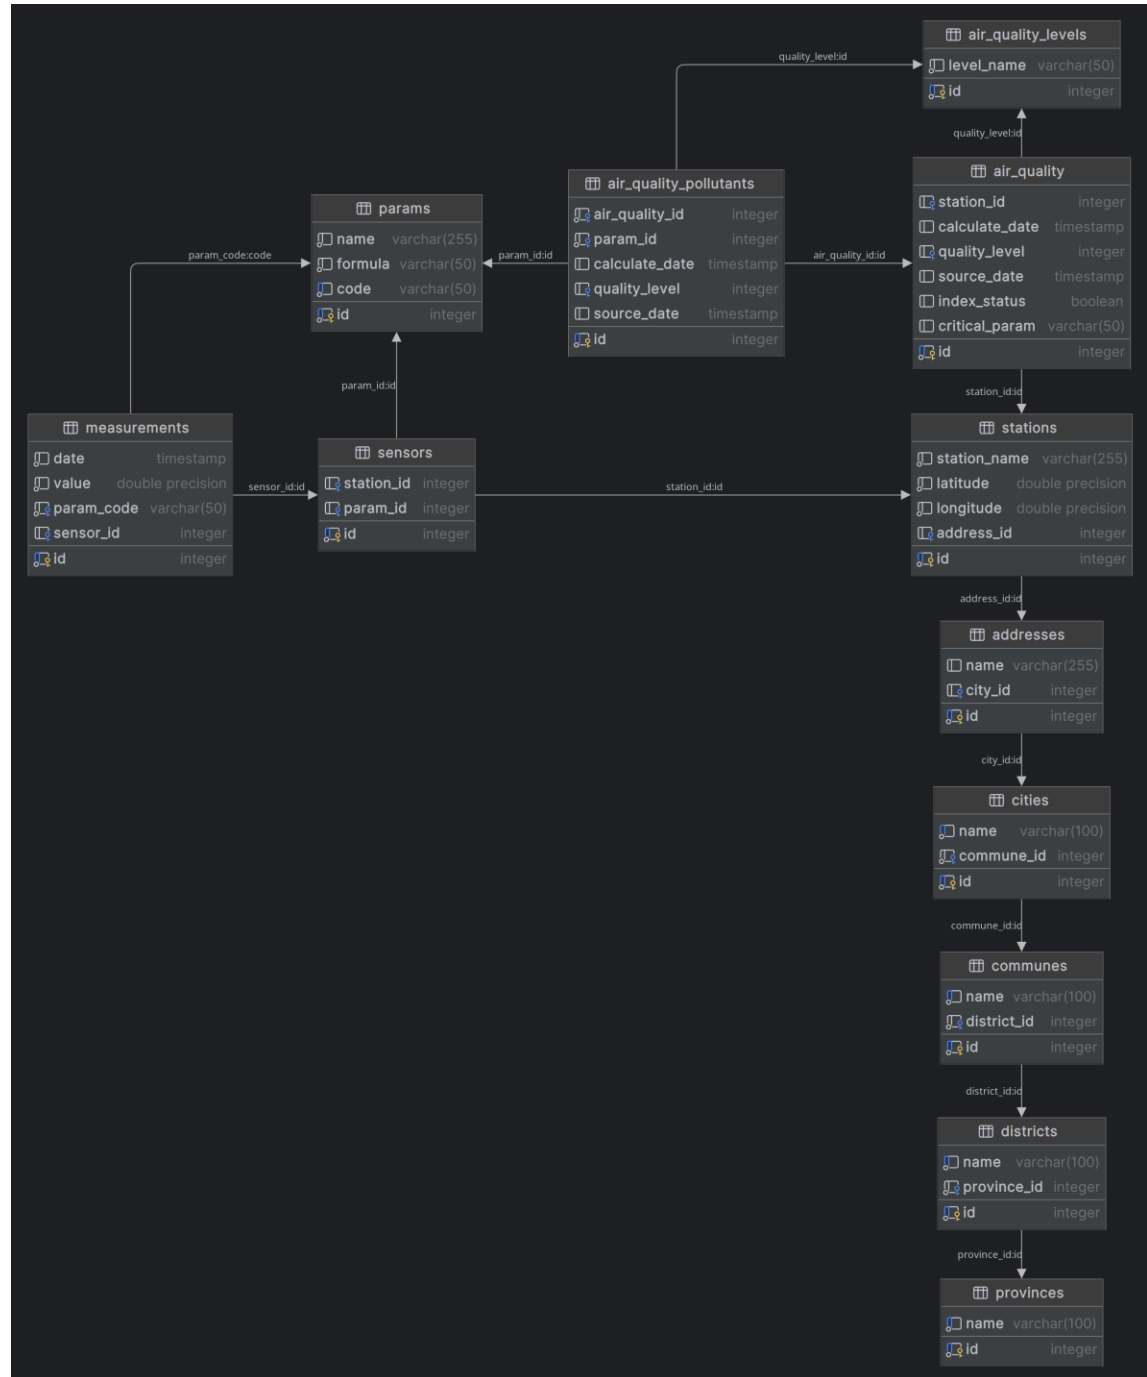 air_quality_levels
level_name varchar(50)
id integer
quality_level:id
quality_level:id
air_quality
station_id integer
calculate_date timestamp
quality_level integer
source_date timestamp
index_status boolean
critical_param varchar(50)
id integer
air_quality_pollutants
air_quality_id integer
param_id integer
calculate_date timestamp
quality_level integer
source_date timestamp
id integer
air_quality_id:id
param_id:id
params
name varchar(255)
formula varchar(50)
code varchar(50)
id integer
param_code:code
param_id:id
station_id:id
measurements
date timestamp
value double precision
param_code varchar(50)
sensor_id integer
id integer
sensor_id:id
sensors
station_id integer
param_id integer
id integer
station_id:id
stations
station_name varchar(255)
latitude double precision
longitude double precision
address_id integer
id integer
address_id:id
addresses
name varchar(255)
city_id integer
id integer
city_id:id
cities
name varchar(100)
commune_id integer
id integer
commune_id:id
communes
name varchar(100)
district_id integer
id integer
district_id:id
districts
name varchar(100)
province_id integer
id integer
province_id:id
provinces
name varchar(100)
id integer